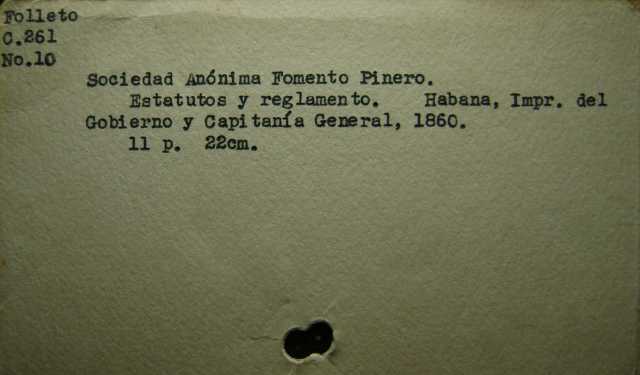 Folleto
C.261
No.10
Sociedad Anónima Fomento Pinero.
Estatutos y reglamento. Habana, Impr. del
Gobierno y Capitanía General, 1860.
11 p. 22cm.